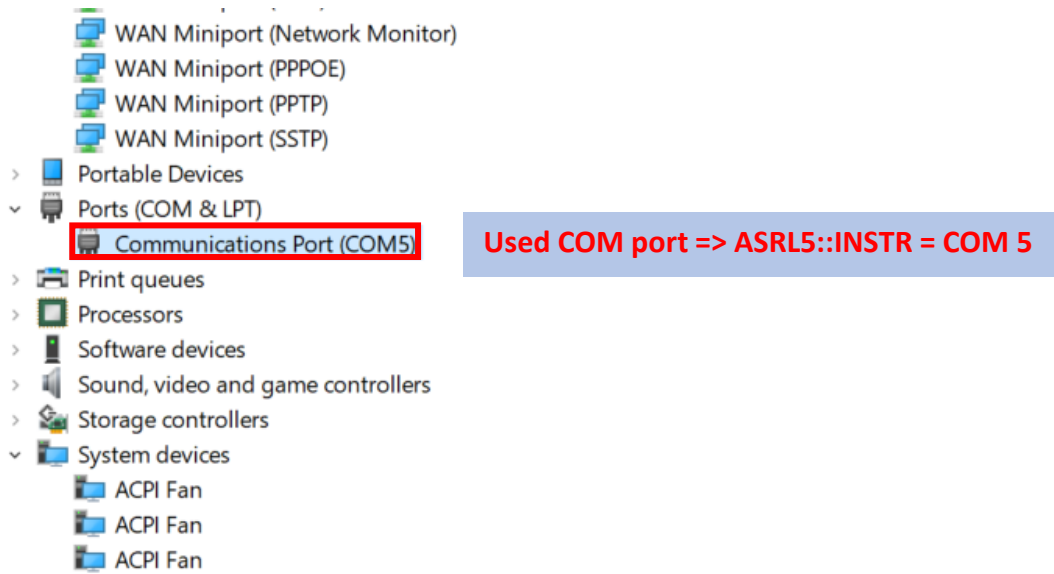 WAN Miniport (Network Monitor)
WAN Miniport (PPPOE)
WAN Miniport (PPTP)
WAN Miniport (SSTP)
Portable Devices
Ports (COM & LPT)
Communications Port (COM5)
Used COM port => ASRL5::INSTR = COM 5
Print queues
Processors
Software devices
Sound, video and game controllers
Storage controllers
System devices
ACPI Fan
ACPI Fan
ACPI Fan